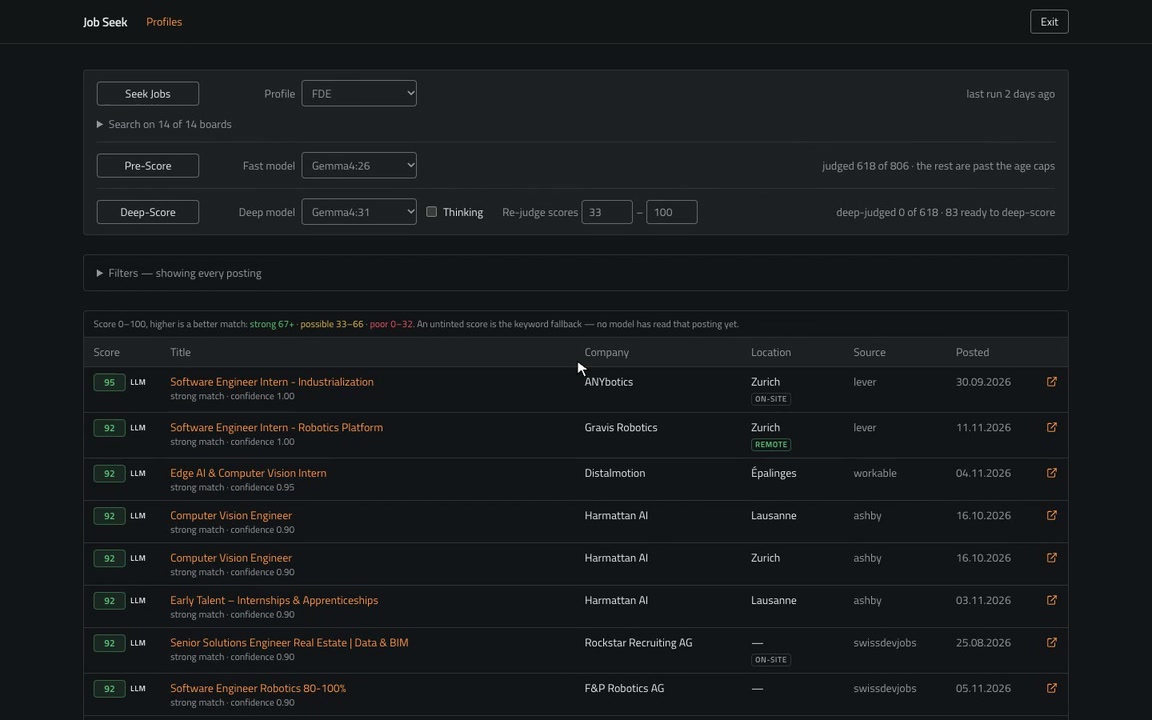 Job Seek Profiles Exit
Seek Jobs Profile FDE last run 2 days ago
▶ Search on 14 of 14 boards
Pre-Score Fast model Gemma4:26 judged 618 of 806 · the rest are past the age caps
Deep-Score Deep model Gemma4:31 Thinking Re-judge scores 33 – 100 deep-judged 0 of 618 · 83 ready to deep-score
▶ Filters — showing every posting
Score 0–100, higher is a better match: strong 67+ · possible 33–66 · poor 0–32. An untinted score is the keyword fallback — no model has read that posting yet.
Score Title Company Location Source Posted
95 LLM Software Engineer Intern - Industrialization ANYbotics Zurich lever 30.09.2026
strong match · confidence 1.00 ON-SITE
92 LLM Software Engineer Intern - Robotics Platform Gravis Robotics Zurich lever 11.11.2026
strong match · confidence 1.00 REMOTE
92 LLM Edge AI & Computer Vision Intern Distalmotion Épalinges workable 04.11.2026
strong match · confidence 0.95
92 LLM Computer Vision Engineer Harmattan AI Lausanne ashby 16.10.2026
strong match · confidence 0.90
92 LLM Computer Vision Engineer Harmattan AI Zurich ashby 16.10.2026
strong match · confidence 0.90
92 LLM Early Talent – Internships & Apprenticeships Harmattan AI Lausanne ashby 03.11.2026
strong match · confidence 0.90
92 LLM Senior Solutions Engineer Real Estate | Data & BIM Rockstar Recruiting AG — swissdevjobs 25.08.2026
strong match · confidence 0.90 ON-SITE
92 LLM Software Engineer Robotics 80-100% F&P Robotics AG — swissdevjobs 05.11.2026
strong match · confidence 0.90